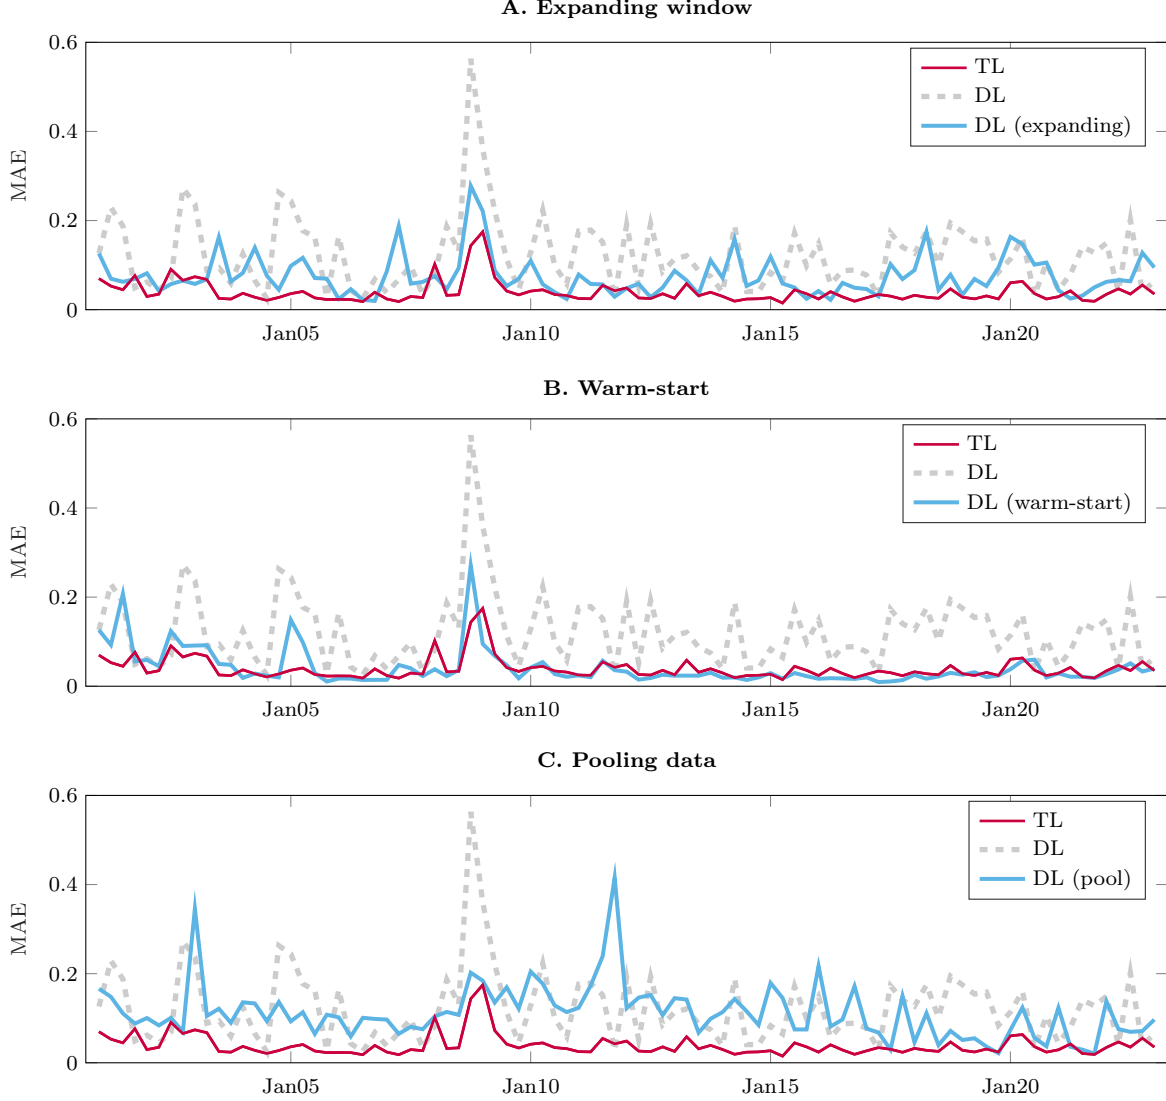 A. Expanding window
0.6
0.4
0.2
0
MAE
TL
DL
DL (expanding)
Jan05
Jan10
Jan15
Jan20
B. Warm-start
0.6
0.4
0.2
0
MAE
TL
DL
DL (warm-start)
Jan05
Jan10
Jan15
Jan20
C. Pooling data
0.6
0.4
0.2
0
MAE
TL
DL
DL (pool)
Jan05
Jan10
Jan15
Jan20